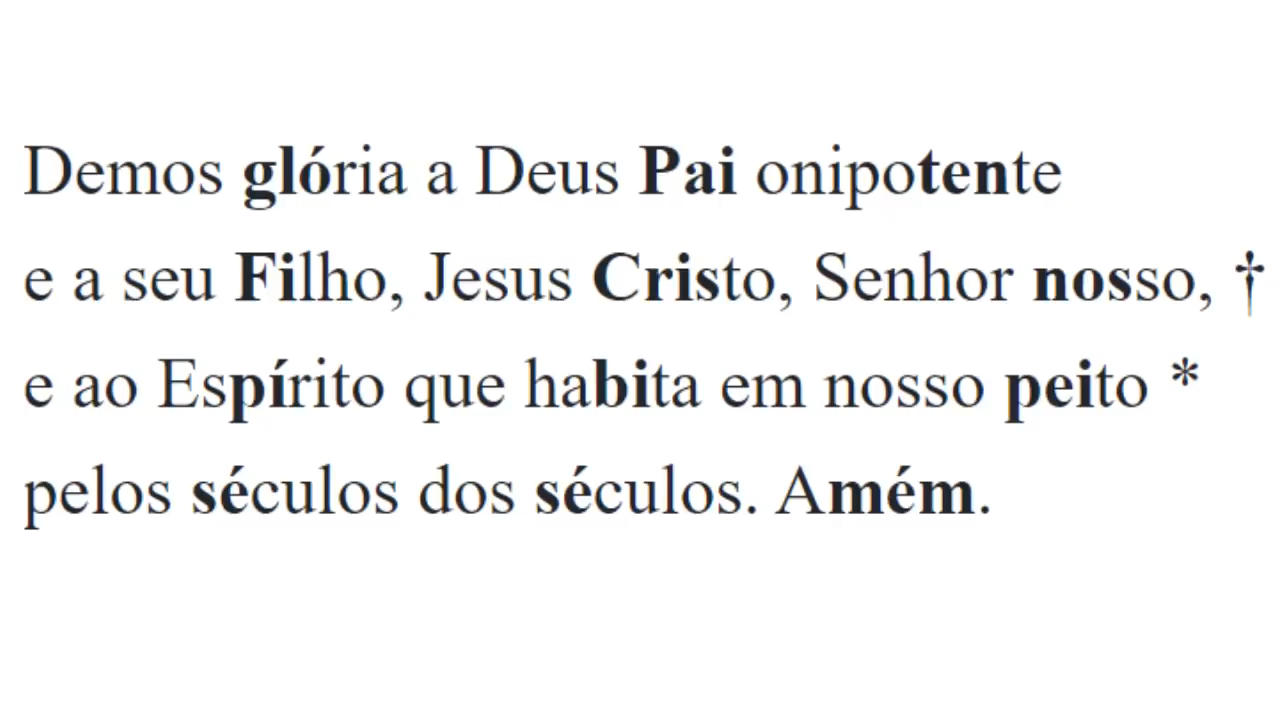 Demos glória a Deus Pai onipotente
e a seu Filho, Jesus Cristo, Senhor nosso, †
e ao Espírito que habita em nosso peito *
pelos séculos dos séculos. Amém.